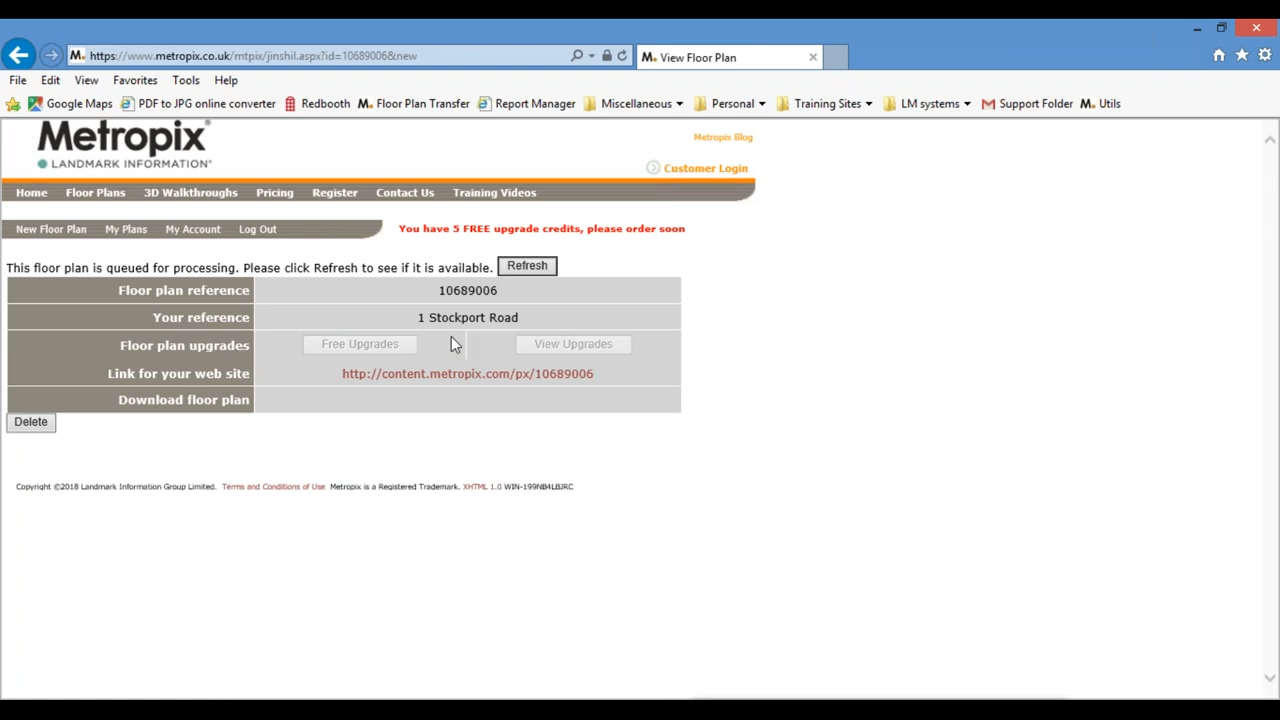 https://www.metropix.co.uk/mtpix/jinshil.aspx?id=10689006&new
M. View Floor Plan
File Edit View Favorites Tools Help
Google Maps PDF to JPG online converter Redbooth M. Floor Plan Transfer Report Manager Miscellaneous Personal Training Sites LM systems Support Folder M. Utils
Metropix®
LANDMARK INFORMATION
Metropix Blog
Customer Login
Home Floor Plans 3D Walkthroughs Pricing Register Contact Us Training Videos
New Floor Plan My Plans My Account Log Out You have 5 FREE upgrade credits, please order soon
This floor plan is queued for processing. Please click Refresh to see if it is available. Refresh
Floor plan reference 10689006
Your reference 1 Stockport Road
Floor plan upgrades Free Upgrades View Upgrades
Link for your web site http://content.metropix.com/px/10689006
Download floor plan
Delete
Copyright ©2018 Landmark Information Group Limited. Terms and Conditions of Use Metropix is a Registered Trademark. XHTML 1.0 WIN-199NB4LBJRC